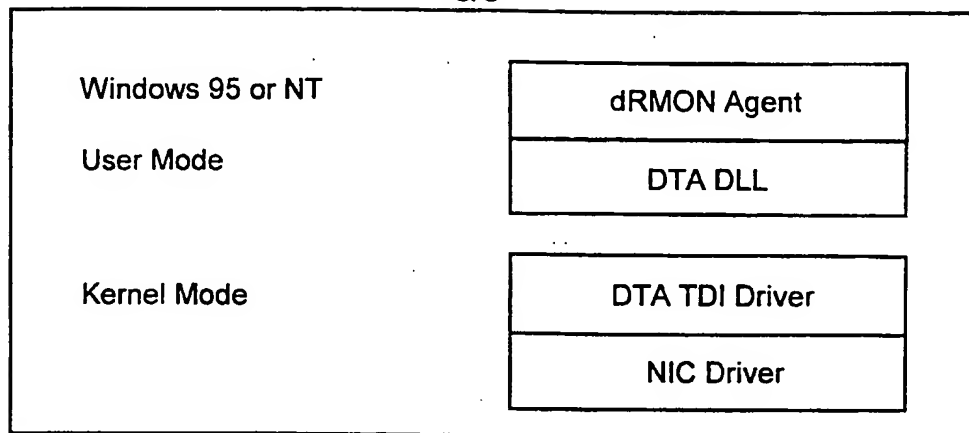 Windows 95 or NT
dRMON Agent
User Mode
DTA DLL
Kernel Mode
DTA TDI Driver
NIC Driver